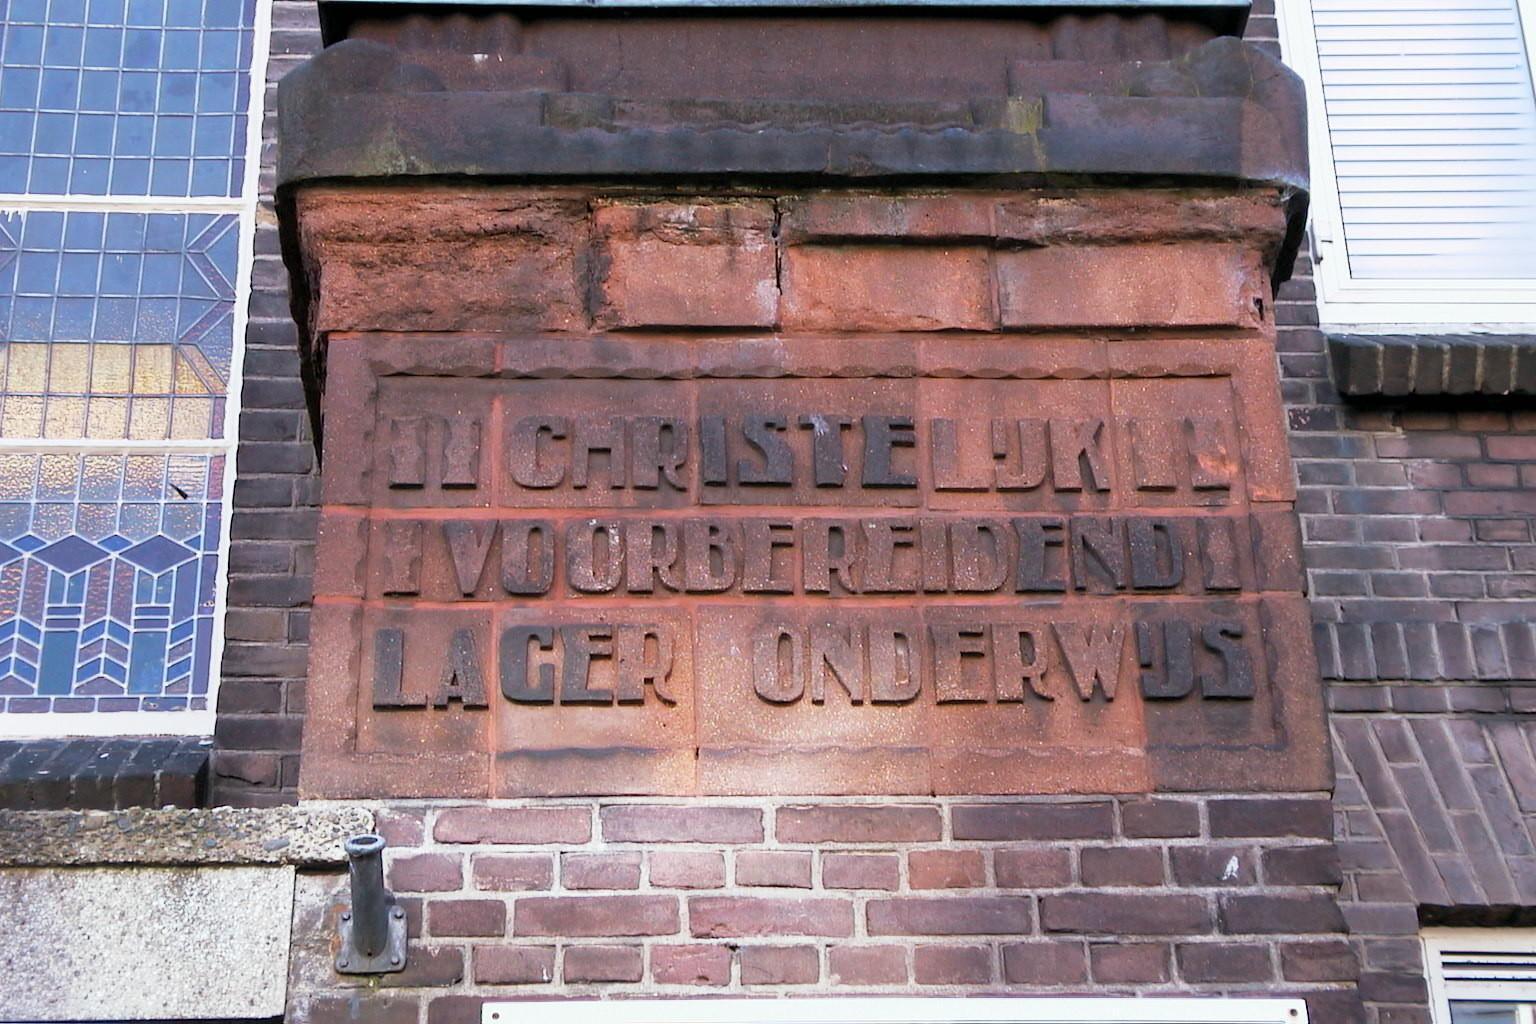 CHRISTELIJK
VOORBEREIDEND
LAGER ONDERWIJS